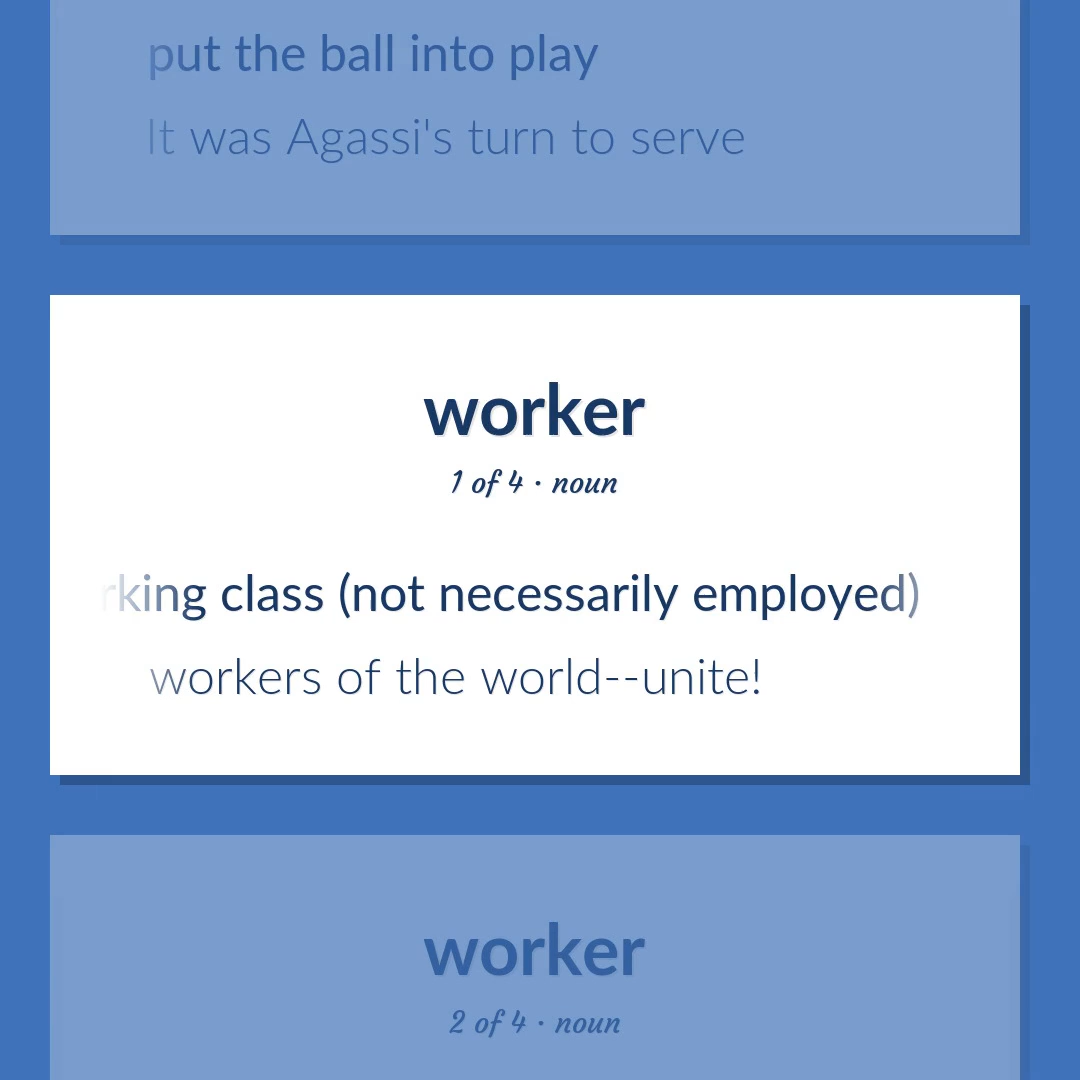 put the ball into play
It was Agassi's turn to serve
worker
1 of 4 · noun
rking class (not necessarily employed)
workers of the world--unite!
worker
2 of 4 · noun